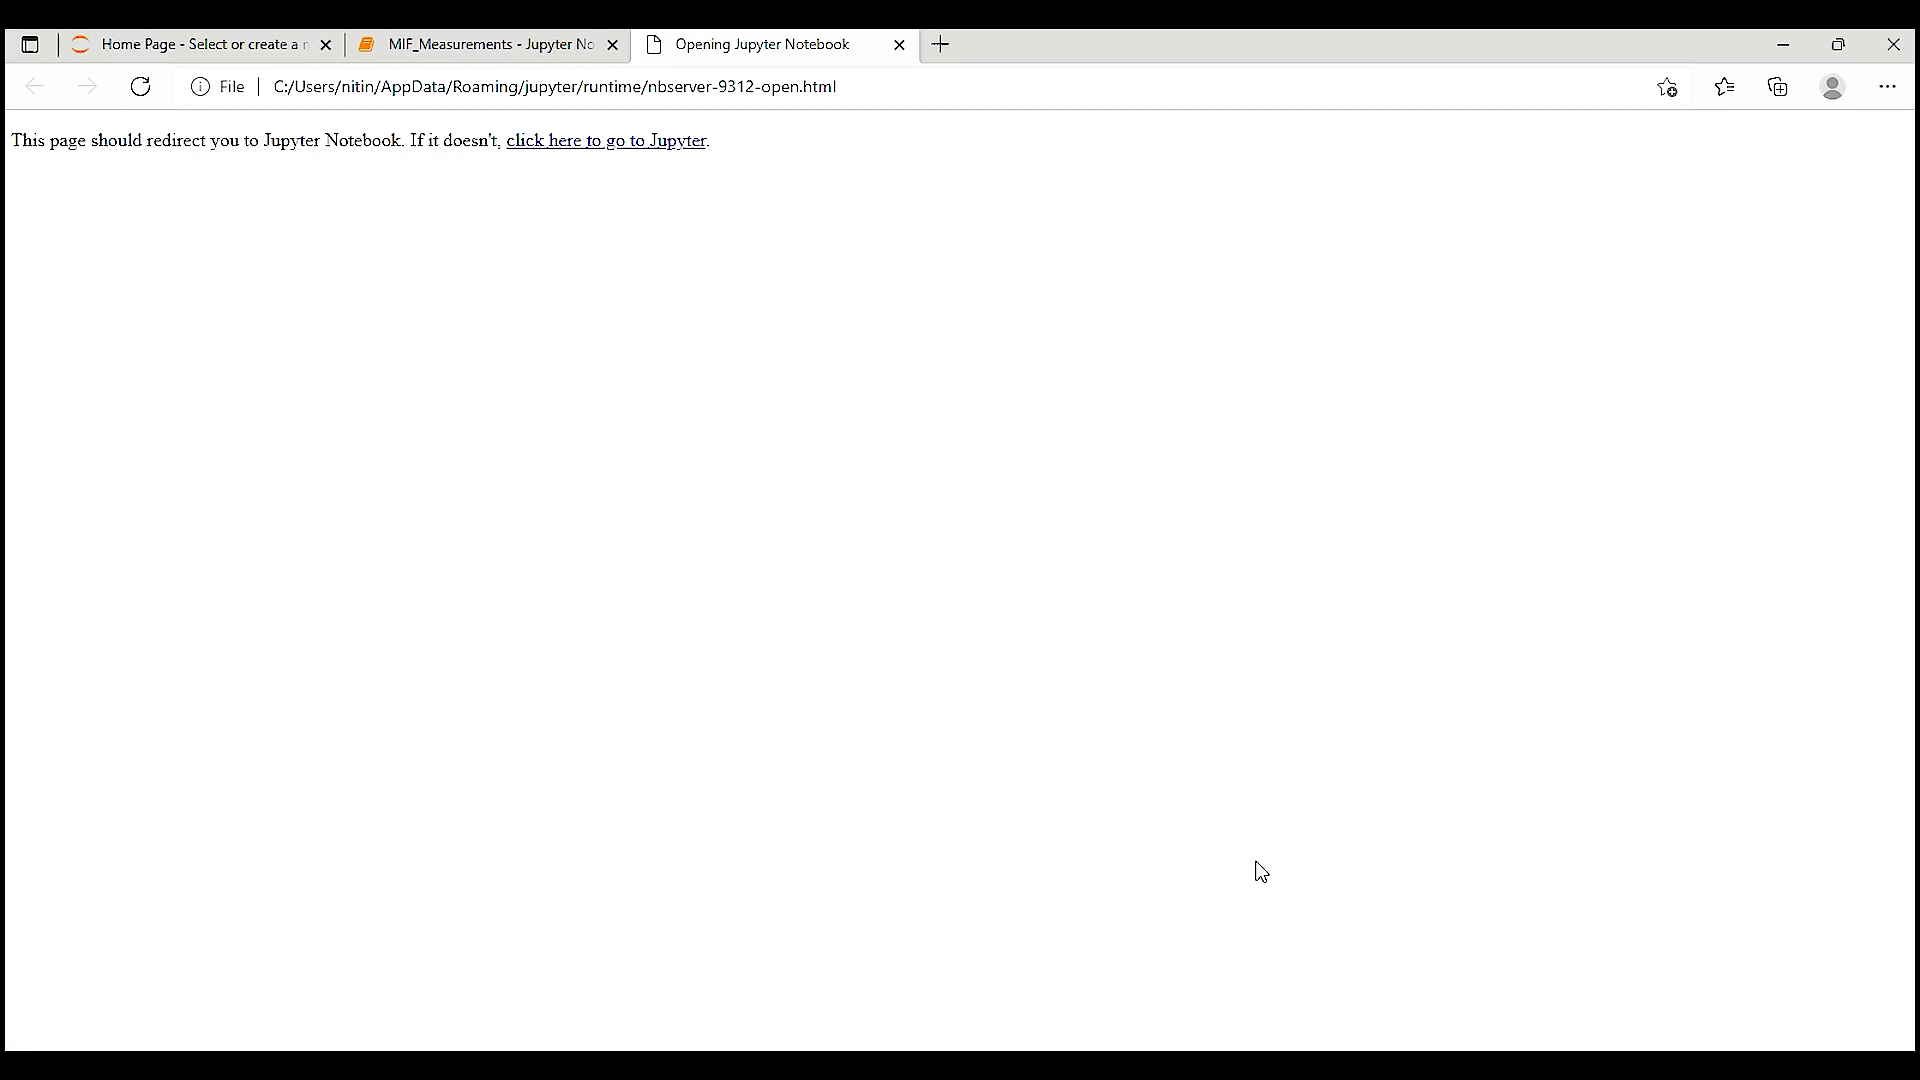 Home Page - Select or create a n
MIF_Measurements - Jupyter No
Opening Jupyter Notebook
File
C:/Users/nitin/AppData/Roaming/jupyter/runtime/nbserver-9312-open.html
This page should redirect you to Jupyter Notebook. If it doesn't, click here to go to Jupyter.